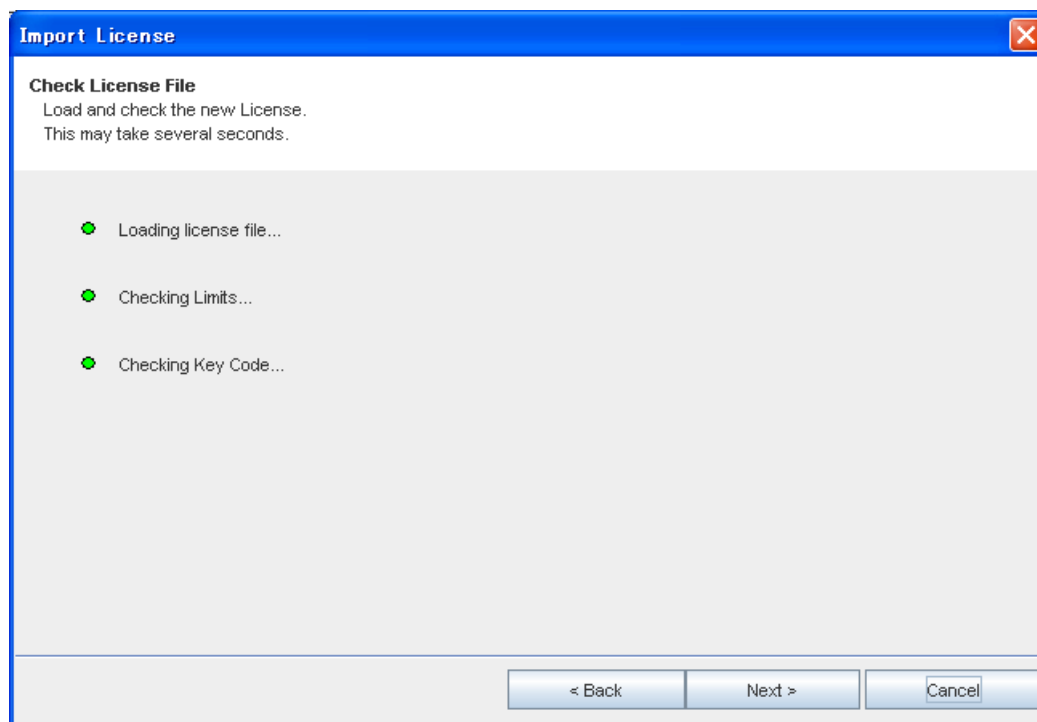 Import License
Check License File
Load and check the new License.
This may take several seconds.
Loading license file...
Checking Limits...
Checking Key Code...
< Back
Next >
Cancel